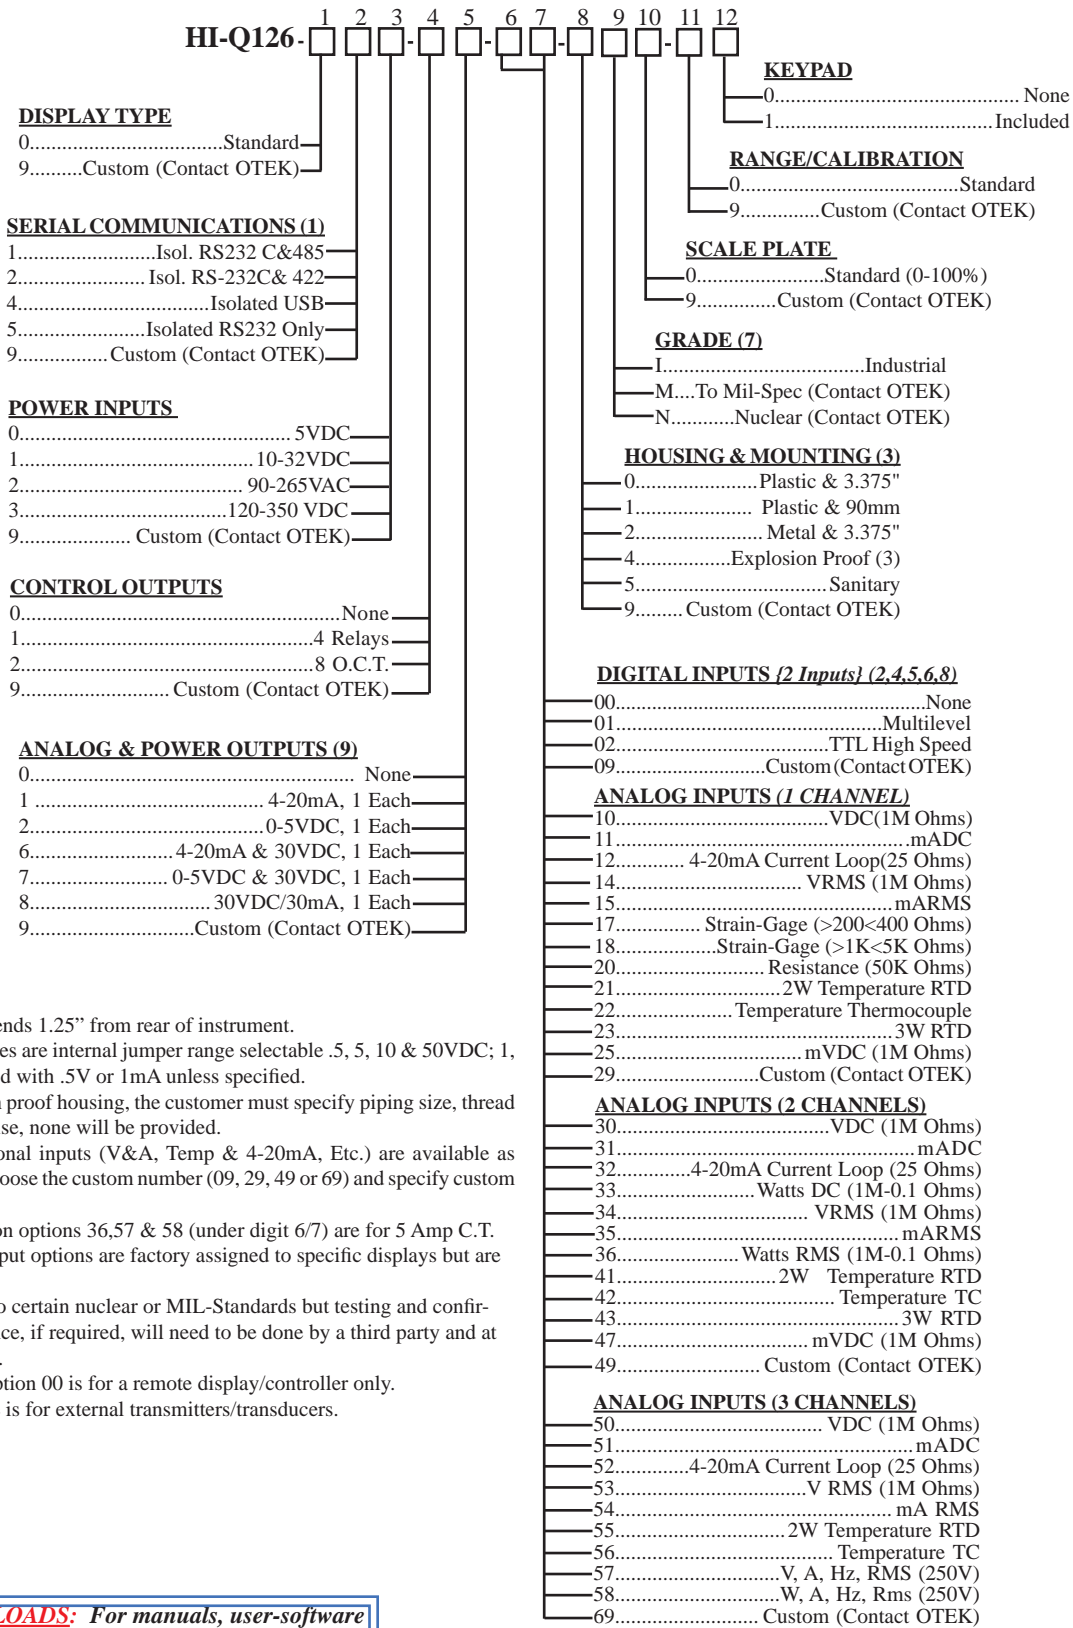 1 2 3 4 5 6 7 8 9 10 11 12
HI-Q126- - - - - -
DISPLAY TYPE
0...............................Standard
9..........Custom (Contact OTEK)
SERIAL COMMUNICATIONS (1)
1.......................Isol. RS232 C&485
2..................... Isol. RS-232C& 422
4................................Isolated USB
5.....................Isolated RS232 Only
9...............Custom (Contact OTEK)
POWER INPUTS
0............................................. 5VDC
1.......................................10-32VDC
2..................................... 90-265VAC
3..................................120-350 VDC
9................... Custom (Contact OTEK)
CONTROL OUTPUTS
0.....................................................None
1................................................4 Relays
2................................................8 O.C.T.
9........................ Custom (Contact OTEK)
ANALOG & POWER OUTPUTS (9)
0...................................................... None
1 ...................................... 4-20mA, 1 Each
2.......................................0-5VDC, 1 Each
6........................4-20mA & 30VDC, 1 Each
7....................... 0-5VDC & 30VDC, 1 Each
8...............................30VDC/30mA, 1 Each
9...........................Custom (Contact OTEK)
KEYPAD
0........................................ None
1....................................Included
RANGE/CALIBRATION
0....................................Standard
9...............Custom (Contact OTEK)
SCALE PLATE
0......................Standard (0-100%)
9..............Custom (Contact OTEK)
GRADE (7)
I.................................Industrial
M....To Mil-Spec (Contact OTEK)
N............Nuclear (Contact OTEK)
HOUSING & MOUNTING (3)
0....................Plastic & 3.375"
1................... Plastic & 90mm
2.....................Metal & 3.375"
4...................Explosion Proof (3)
5................................Sanitary
9.........Custom (Contact OTEK)
DIGITAL INPUTS {2 Inputs} (2,4,5,6,8)
00....................................................None
01.............................................Multilevel
02...................................TTL High Speed
09.........................Custom (Contact OTEK)
ANALOG INPUTS (1 CHANNEL)
10...................................VDC(1M Ohms)
11..................................................mADC
12............ 4-20mA Current Loop(25 Ohms)
14............................... VRMS (1M Ohms)
15...............................................mARMS
17.............. Strain-Gage (>200<400 Ohms)
18.................Strain-Gage (>1K<5K Ohms)
20.........................Resistance (50K Ohms)
21...........................2W Temperature RTD
22....................Temperature Thermocouple
23...............................................3W RTD
25...............................mVDC (1M Ohms)
29........................Custom (Contact OTEK)
ANALOG INPUTS (2 CHANNELS)
30...................................VDC (1M Ohms)
31..................................................mADC
32............4-20mA Current Loop (25 Ohms)
33.......................Watts DC (1M-0.1 Ohms)
34................................. VRMS (1M Ohms)
35................................................mARMS
36.....................Watts RMS (1M-0.1 Ohms)
41...........................2W Temperature RTD
42..................................... Temperature TC
43...............................................3W RTD
47................................mVDC (1M Ohms)
49........................ Custom (Contact OTEK)
ANALOG INPUTS (3 CHANNELS)
50................................... VDC (1M Ohms)
51..................................................mADC
52.............4-20mA Current Loop (25 Ohms)
53................................V RMS (1M Ohms)
54.............................................. mA RMS
55.............................2W Temperature RTD
56..................................... Temperature TC
57............................V, A, Hz, RMS (250V)
58............................W, A, Hz, Rms (250V)
69........................ Custom (Contact OTEK)
ends 1.25” from rear of instrument.
es are internal jumper range selectable .5, 5, 10 & 50VDC; 1,
d with .5V or 1mA unless specified.
n proof housing, the customer must specify piping size, thread
se, none will be provided.
onal inputs (V&A, Temp & 4-20mA, Etc.) are available as
oose the custom number (09, 29, 49 or 69) and specify custom
on options 36,57 & 58 (under digit 6/7) are for 5 Amp C.T.
put options are factory assigned to specific displays but are
o certain nuclear or MIL-Standards but testing and confir-
nce, if required, will need to be done by a third party and at
.
ption 00 is for a remote display/controller only.
is for external transmitters/transducers.
LOADS: For manuals, user-software